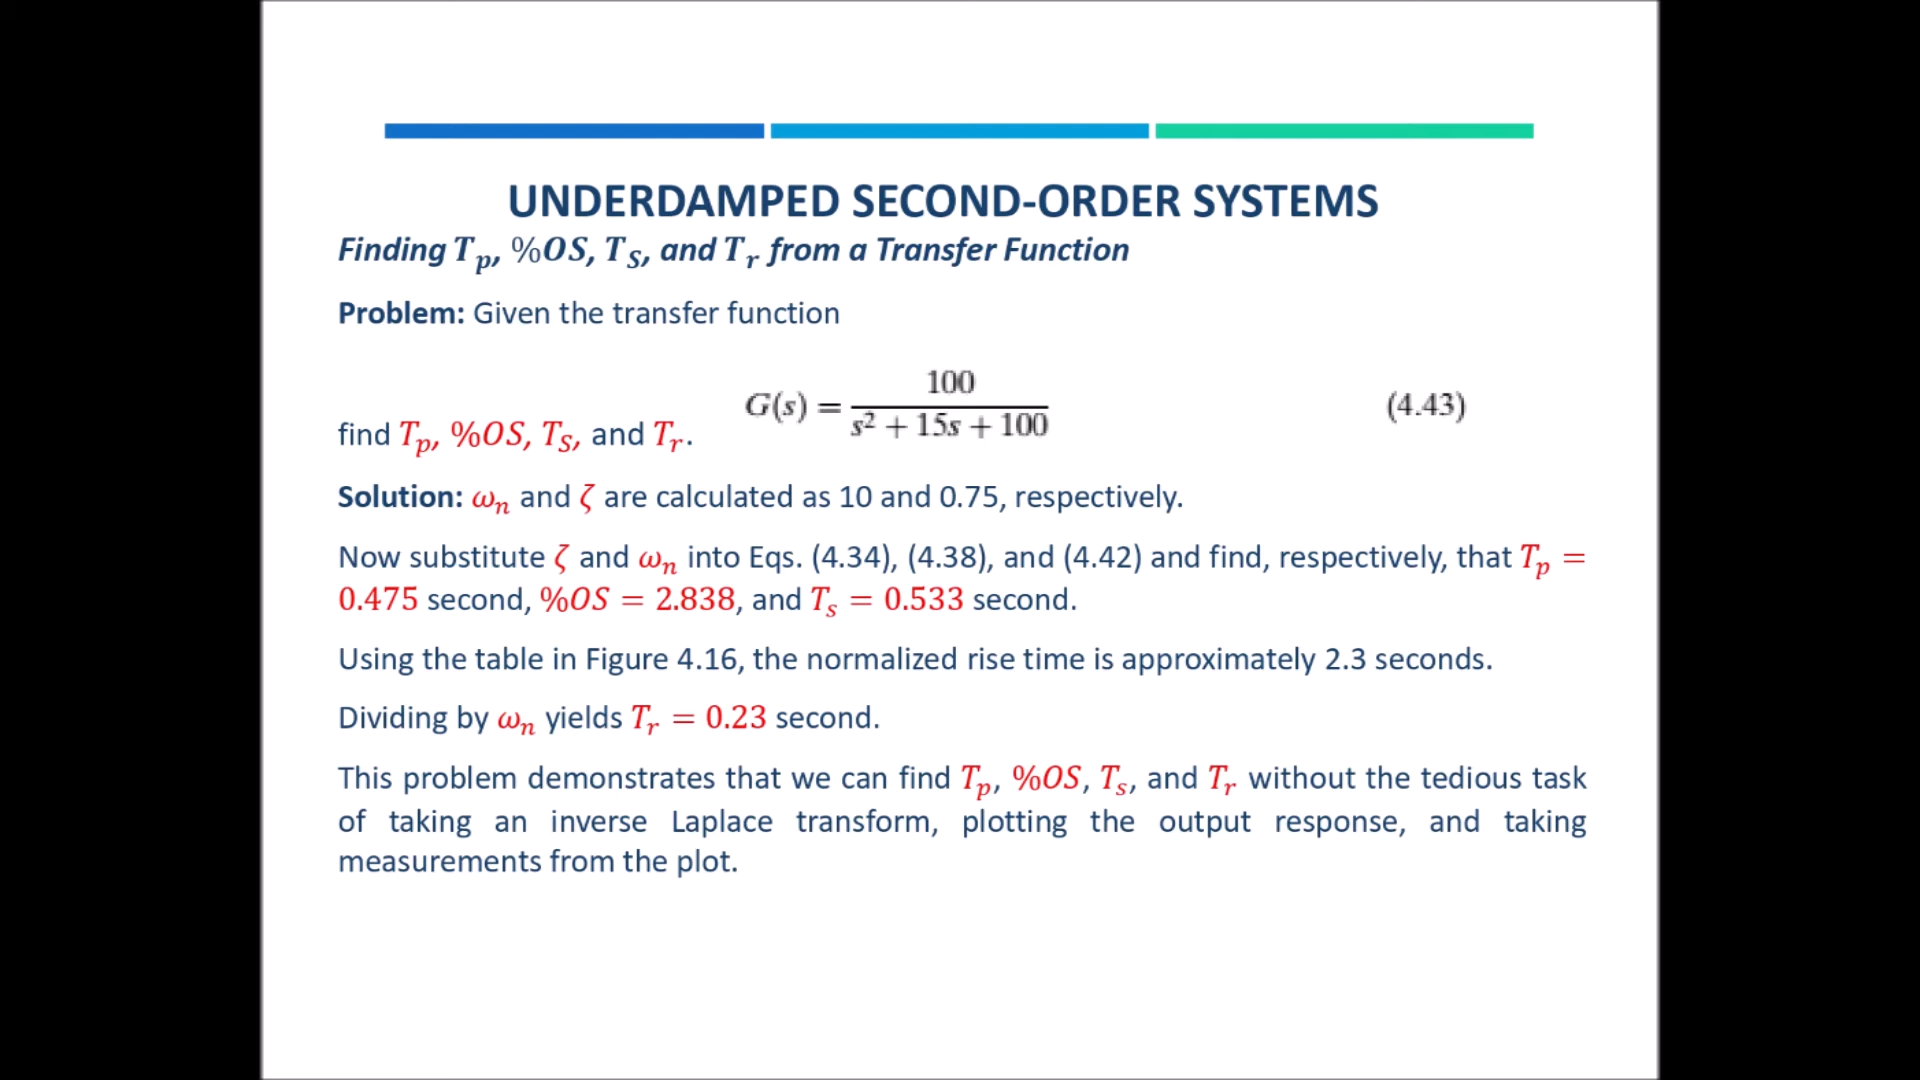 UNDERDAMPED SECOND-ORDER SYSTEMS
Finding Tₚ, %OS, T_S, and Tᵣ from a Transfer Function
Problem: Given the transfer function
G(s) = 100 / (s² + 15s + 100) (4.43)
find Tₚ, %OS, T_S, and Tᵣ.
Solution: ωₙ and ζ are calculated as 10 and 0.75, respectively.
Now substitute ζ and ωₙ into Eqs. (4.34), (4.38), and (4.42) and find, respectively, that Tₚ =
0.475 second, %OS = 2.838, and Tₛ = 0.533 second.
Using the table in Figure 4.16, the normalized rise time is approximately 2.3 seconds.
Dividing by ωₙ yields Tᵣ = 0.23 second.
This problem demonstrates that we can find Tₚ, %OS, Tₛ, and Tᵣ without the tedious task
of taking an inverse Laplace transform, plotting the output response, and taking
measurements from the plot.